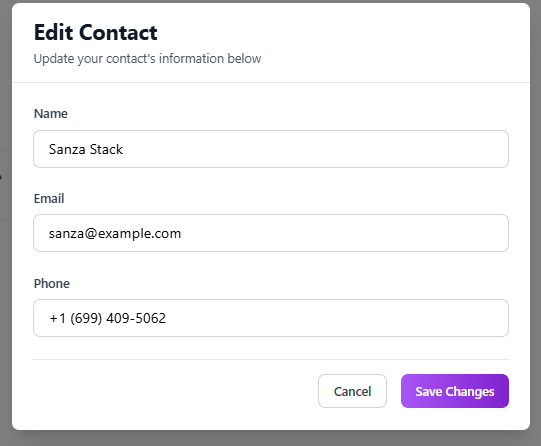 Edit Contact
Update your contact's information below
Name
Sanza Stack
Email
sanza@example.com
Phone
+1 (699) 409-5062
Cancel
Save Changes